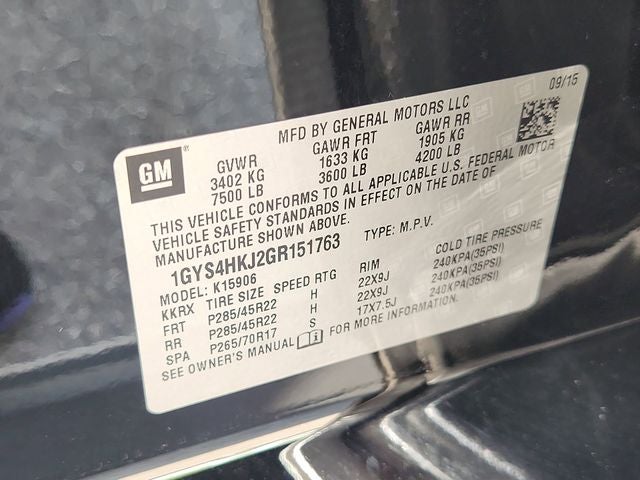 09/15
MFD BY GENERAL MOTORS LLC
GM
GVWR GAWR FRT GAWR RR
3402 KG 1633 KG 1905 KG
7500 LB 3600 LB 4200 LB
THIS VEHICLE CONFORMS TO ALL APPLICABLE U.S. FEDERAL MOTOR
VEHICLE SAFETY STANDARDS IN EFFECT ON THE DATE OF
MANUFACTURE SHOWN ABOVE.
1GYS4HKJ2GR151763 TYPE: M.P.V.
MODEL: K15906
KKRX TIRE SIZE SPEED RTG RIM COLD TIRE PRESSURE
FRT P285/45R22 H 22X9J 240KPA(35PSI)
RR P285/45R22 H 22X9J 240KPA(35PSI)
SPA P265/70R17 S 17X7.5J 240KPA(35PSI)
SEE OWNER'S MANUAL i FOR MORE INFORMATION.